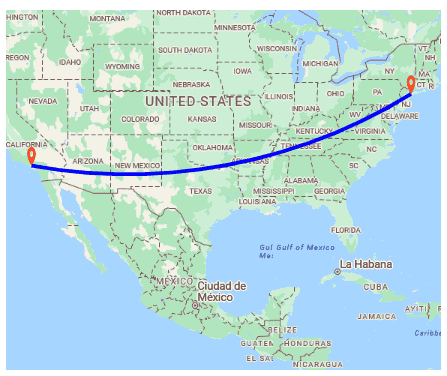 HINGTON
MONTANA
NORTH DAKOTA
MINNESOTA
SOUTH DAKOTA
WISCONSIN
VT
NH
REGON
IDAHO
WYOMING
MICHIGAN
NY
MA
CT
RI
IOWA
NEBRASKA
NEVADA
UTAH
UNITED STATES
ILLINOIS
INDIANA
OHIO
PA
NJ
COLORADO
KANSAS
MISSOURI
WV
DELAWARE
KENTUCKY
VIRGINIA
CALIFORNIA
ARIZONA
NEW MEXICO
OKLAHOMA
ARKANSAS
TENNESSEE
NC
SC
TEXAS
MISSISSIPPI
ALABAMA
GEORGIA
LOUISIANA
FLORIDA
Gul Gulf of Mexico
Me:
La Habana
MÉXICO
Ciudad de
México
CUBA
JAMAICA
AYITI
Caribbe
BELIZE
GUATEM
HONDURAS
EL SAL
NICARAGUA